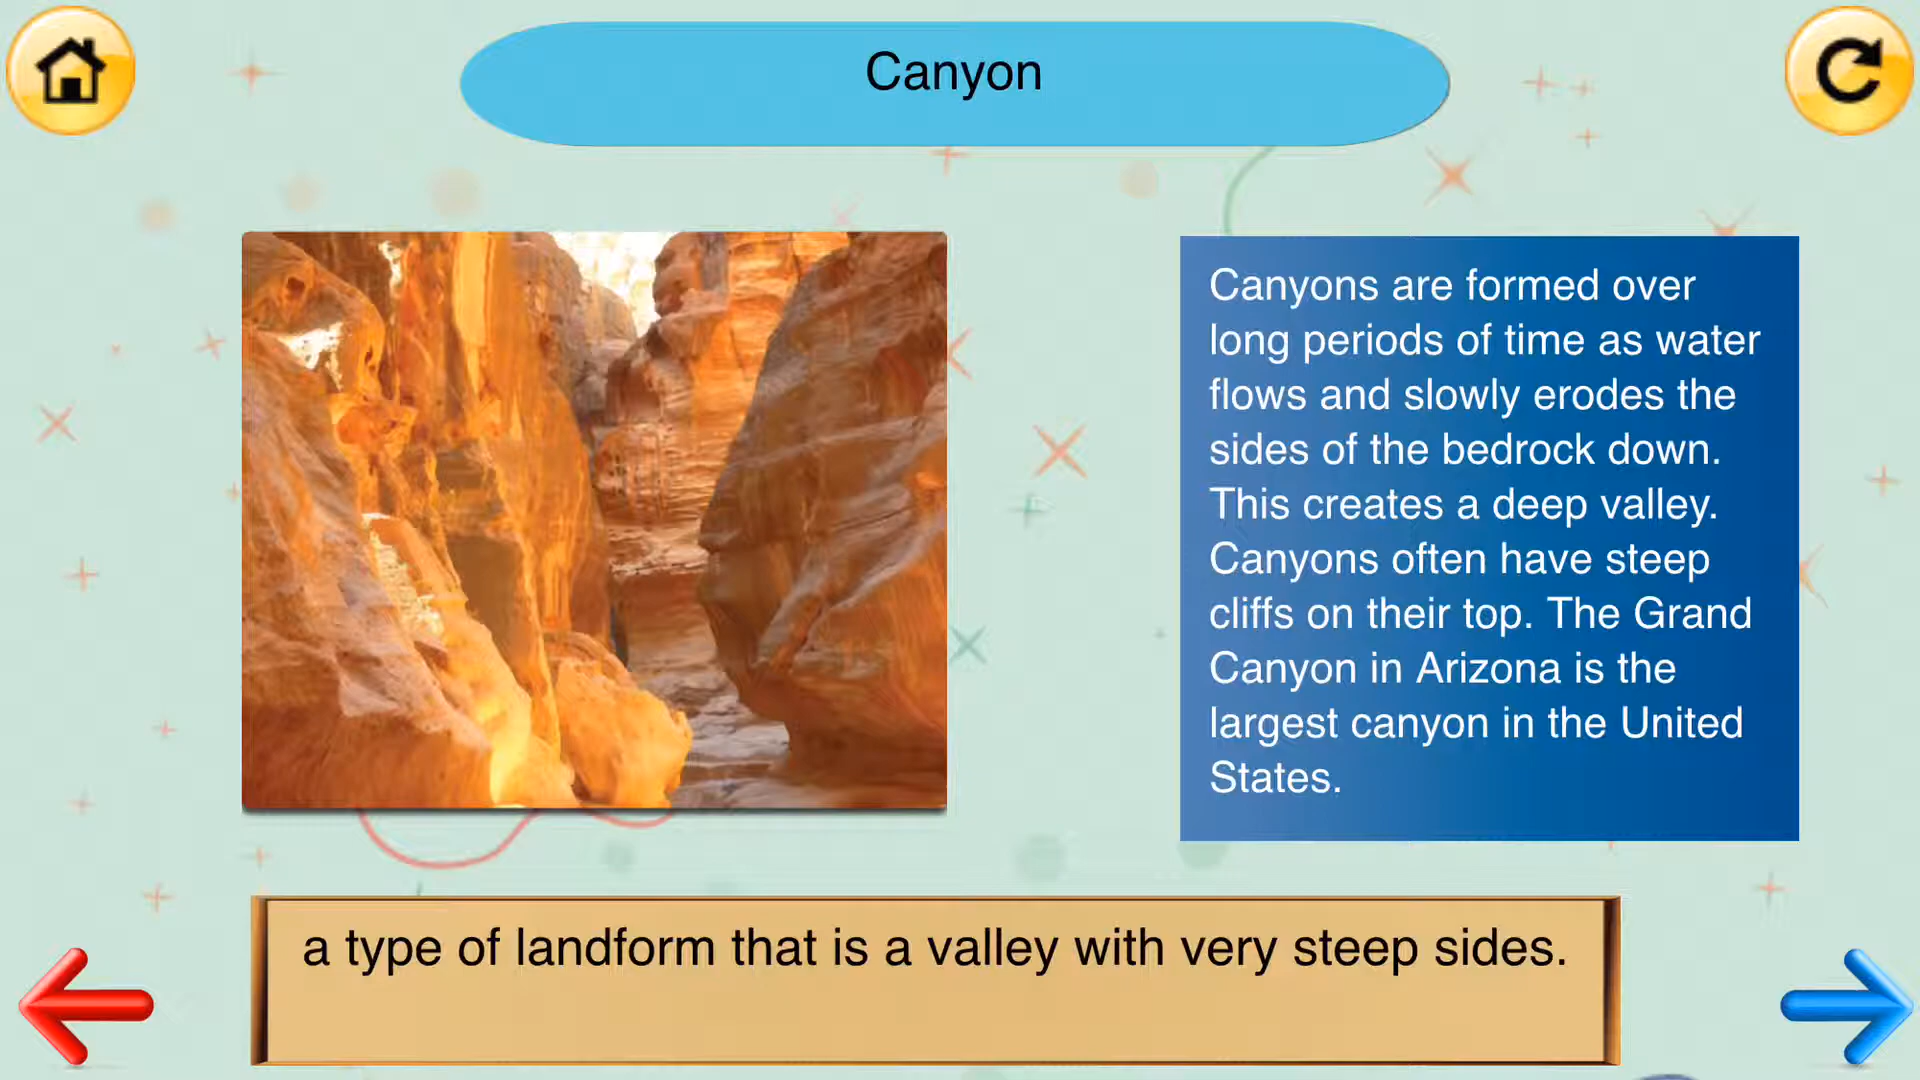 Canyon
Canyons are formed over
long periods of time as water
flows and slowly erodes the
sides of the bedrock down.
This creates a deep valley.
Canyons often have steep
cliffs on their top. The Grand
Canyon in Arizona is the
largest canyon in the United
States.
a type of landform that is a valley with very steep sides.